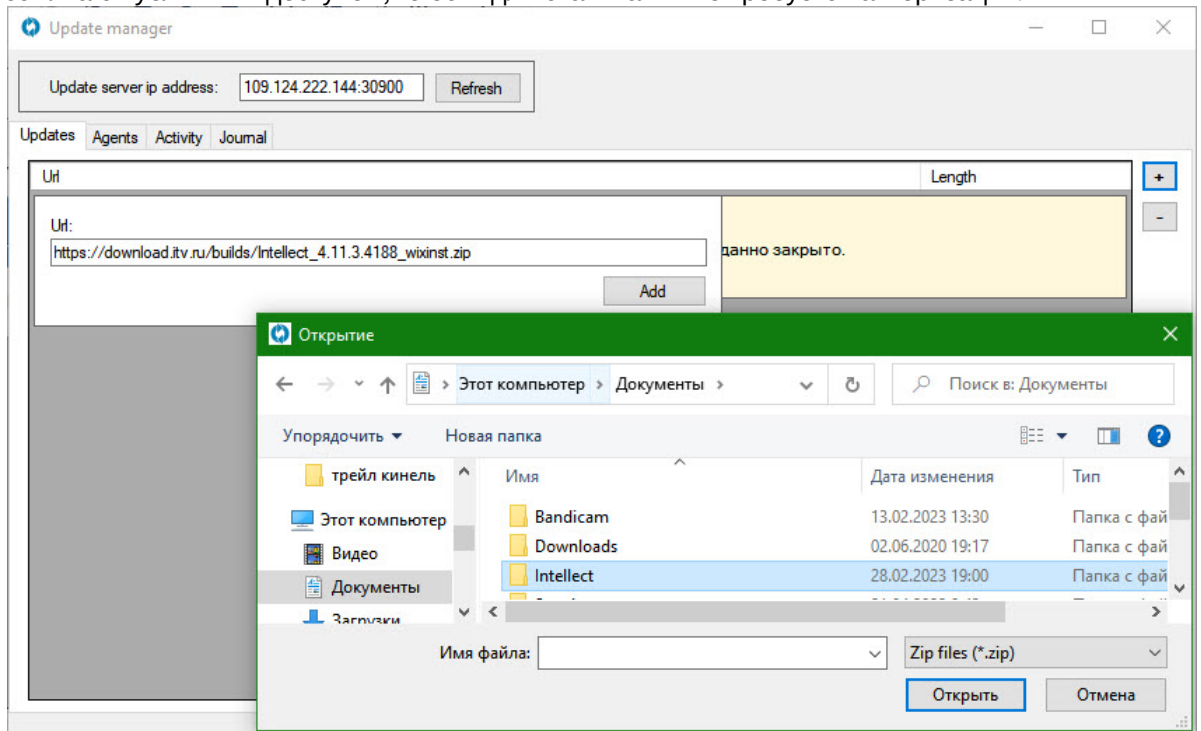 Update manager
Update server ip address: 109.124.222.144:30900 Refresh
Updates Agents Activity Journal
Url Length
+
-
Url:
https://download.itv.ru/builds/Intellect_4.11.3.4188_wixinst.zip
данно закрыто.
Add
Открытие
Этот компьютер › Документы ›
Поиск в: Документы
Упорядочить Новая папка
трейл кинель
Этот компьютер
Видео
Документы
Загрузки
Имя Дата изменения Тип
Bandicam 13.02.2023 13:30 Папка с фай
Downloads 02.06.2020 19:17 Папка с фай
Intellect 28.02.2023 19:00 Папка с фай
Имя файла: Zip files (*.zip)
Открыть Отмена